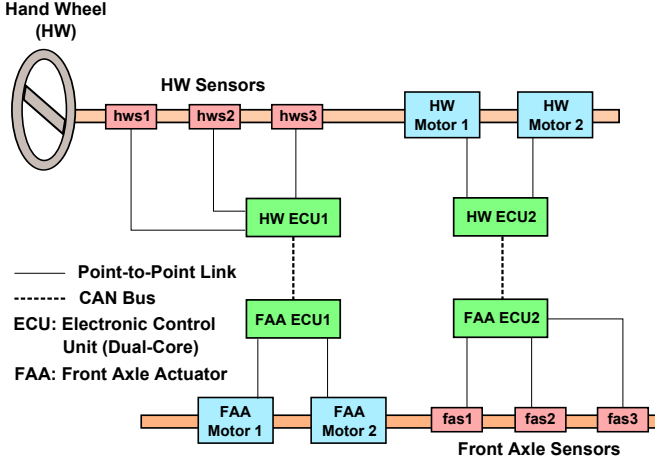 Hand Wheel
(HW)
HW Sensors
hws1
hws2
hws3
HW
Motor 1
HW
Motor 2
HW ECU1
HW ECU2
Point-to-Point Link
CAN Bus
ECU: Electronic Control
Unit (Dual-Core)
FAA: Front Axle Actuator
FAA ECU1
FAA ECU2
FAA
Motor 1
FAA
Motor 2
fas1
fas2
fas3
Front Axle Sensors